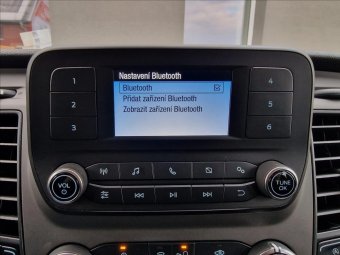 Nastavení Bluetooth
1
Bluetooth
4
2
Přidat zařízení Bluetooth
5
Zobrazit zařízení Bluetooth
3
6
VOL
TUNE
OK